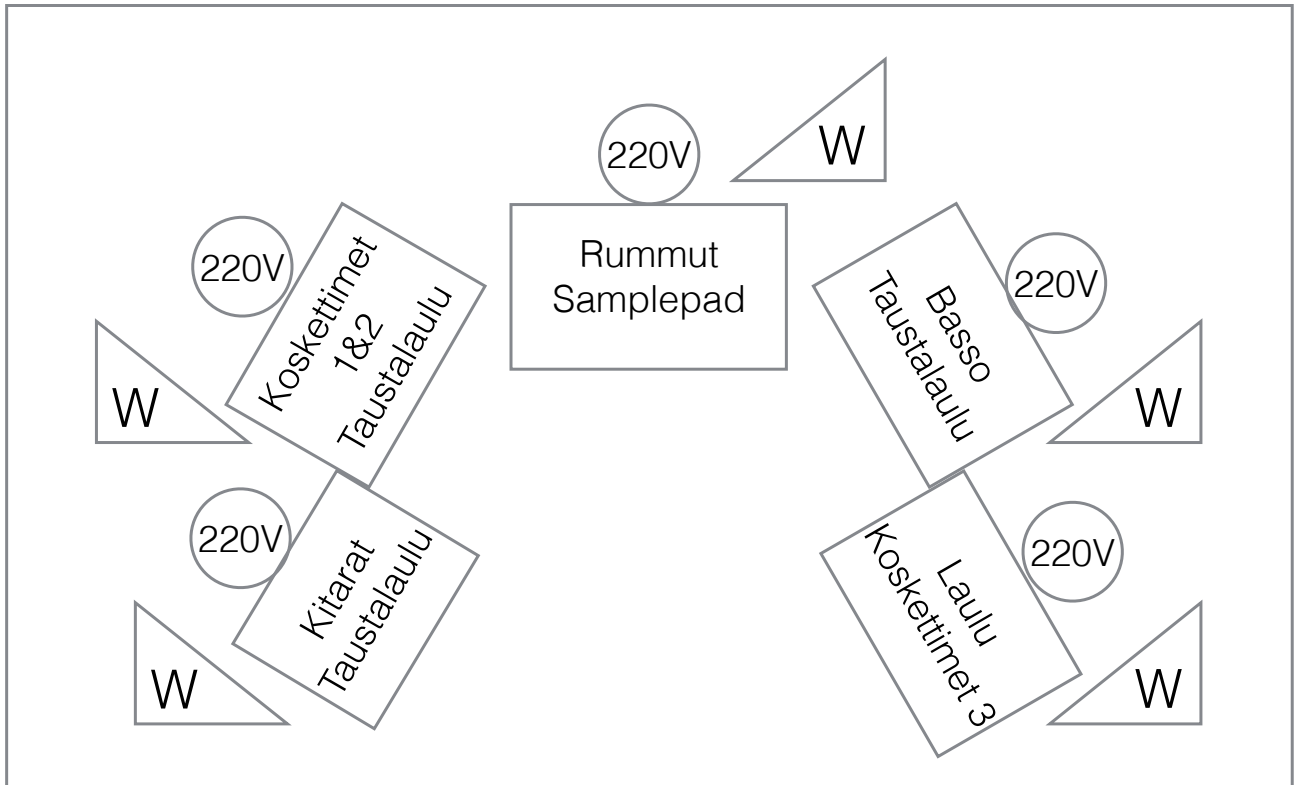 220V
W
Rummut
Samplepad
220V
Koskettimet
1&2
Taustalaulu
W
220V
Basso
Taustalaulu
W
220V
Kitarat
Taustalaulu
W
220V
Laulu
Koskettimet 3
W